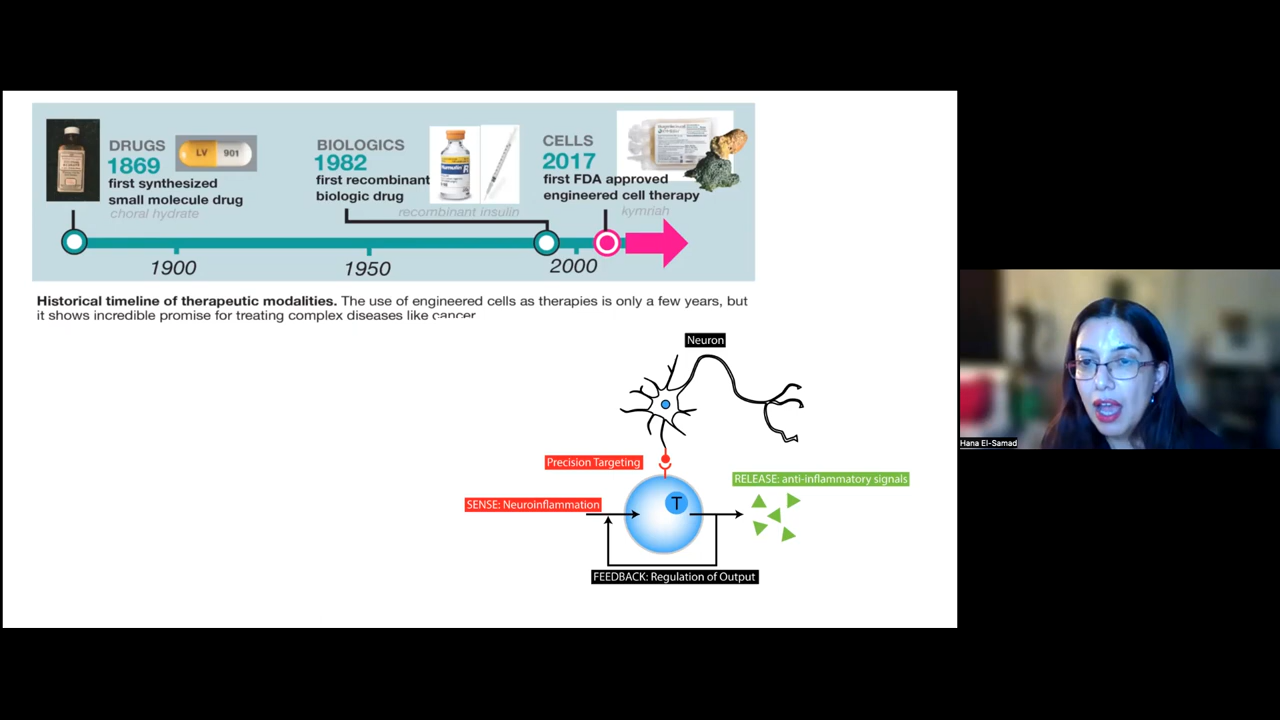 DRUGS
1869
first synthesized
small molecule drug
choral hydrate
LV 901
BIOLOGICS
1982
first recombinant
biologic drug
recombinant insulin
R
CELLS
2017
first FDA approved
engineered cell therapy
kymriah
1900
1950
2000
Historical timeline of therapeutic modalities. The use of engineered cells as therapies is only a few years, but
it shows incredible promise for treating complex diseases like cancer
Neuron
Precision Targeting
RELEASE: anti-inflammatory signals
SENSE: Neuroinflammation
T
FEEDBACK: Regulation of Output
Hana El-Samad